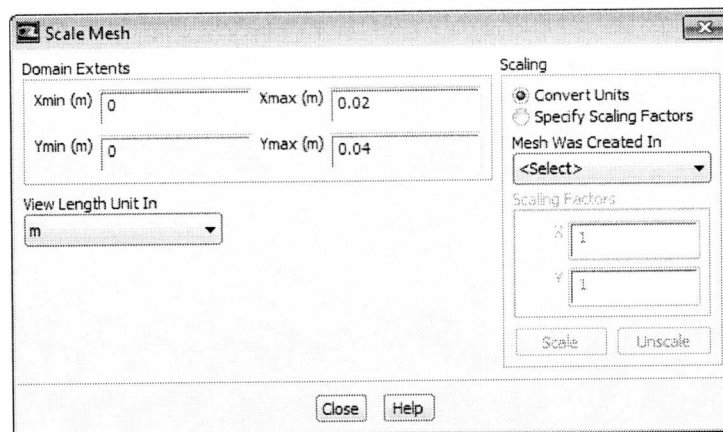 Scale Mesh
Domain Extents
Xmin (m) 0 Xmax (m) 0.02
Ymin (m) 0 Ymax (m) 0.04
View Length Unit In
m
Scaling
Convert Units
Specify Scaling Factors
Mesh Was Created In
<Select>
Scaling Factors
X 1
Y 1
Scale Unscale
Close Help